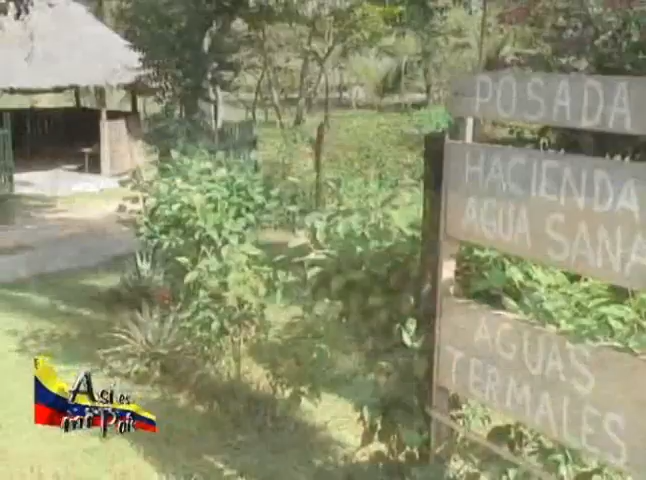 POSADA
HACIENDA
AGUA SANA
AGUAS
TERMALES
Así es
mi País